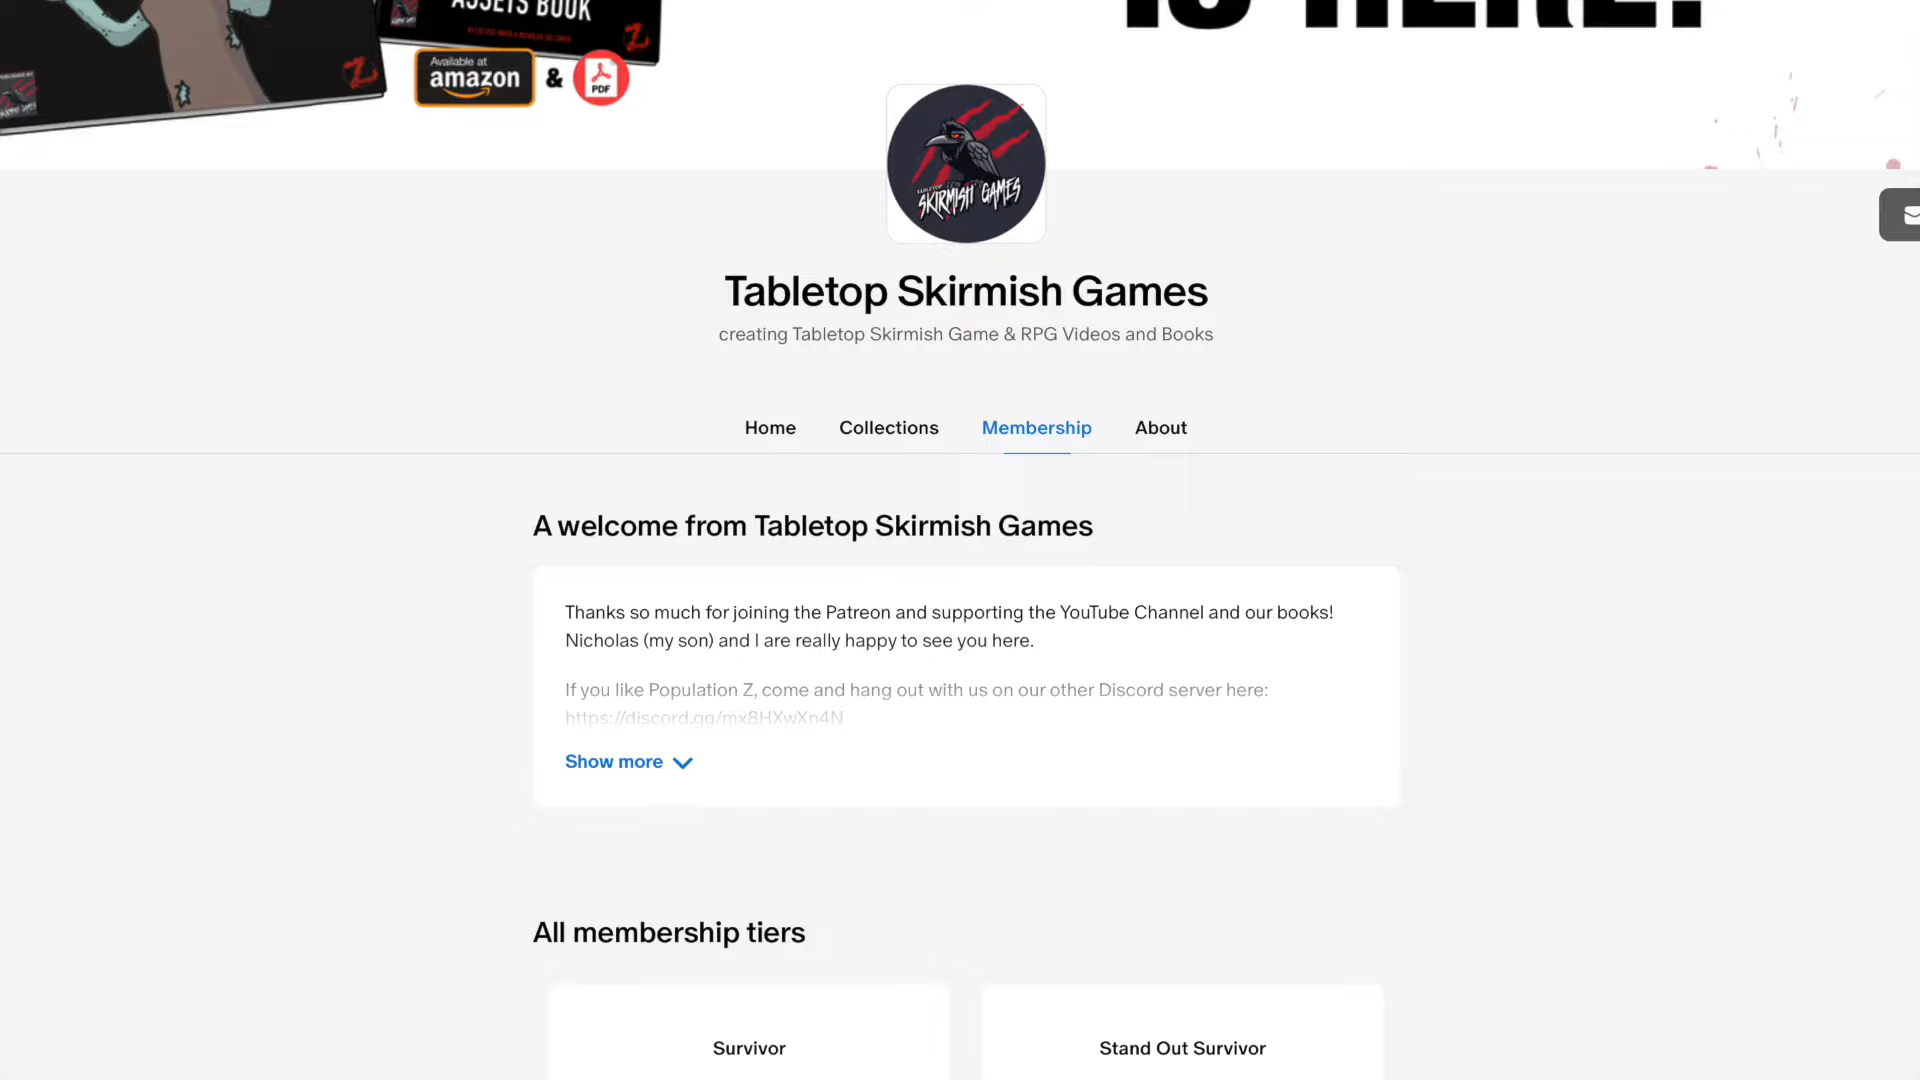 ASSETS BOOK
IS HERE!
Available at
amazon
&
PDF
TABLETOP
SKIRMISH GAMES
Tabletop Skirmish Games
creating Tabletop Skirmish Game & RPG Videos and Books
Home
Collections
Membership
About
A welcome from Tabletop Skirmish Games
Thanks so much for joining the Patreon and supporting the YouTube Channel and our books!
Nicholas (my son) and I are really happy to see you here.
If you like Population Z, come and hang out with us on our other Discord server here:
https://discord.gg/mx8HXwXn4N
Show more
All membership tiers
Survivor
Stand Out Survivor